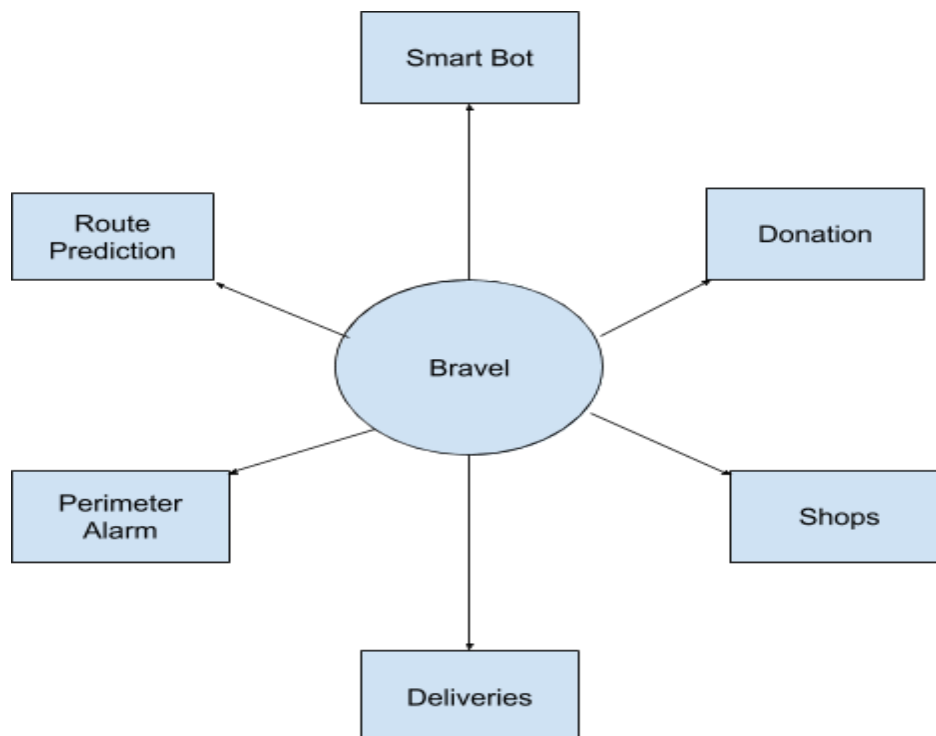 Smart Bot
Route
Prediction
Donation
Bravel
Perimeter
Alarm
Shops
Deliveries